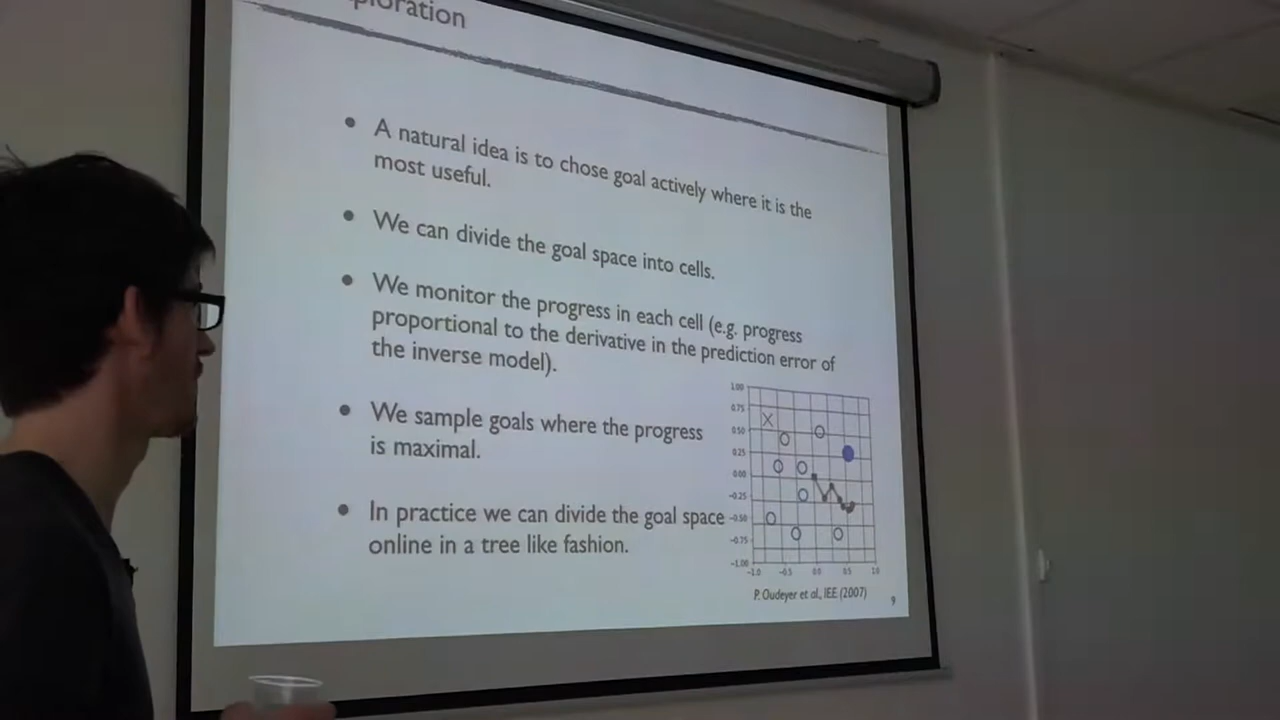 ploration
• A natural idea is to chose goal actively where it is the
most useful.
• We can divide the goal space into cells.
• We monitor the progress in each cell (e.g. progress
proportional to the derivative in the prediction error of
the inverse model).
• We sample goals where the progress
is maximal.
• In practice we can divide the goal space
online in a tree like fashion.
1.00
0.75
0.50
0.25
0.00
-0.25
-0.50
-0.75
-1.00
-1.0 -0.5 0.0 0.5 1.0
P. Oudeyer et al., IEE (2007)
9